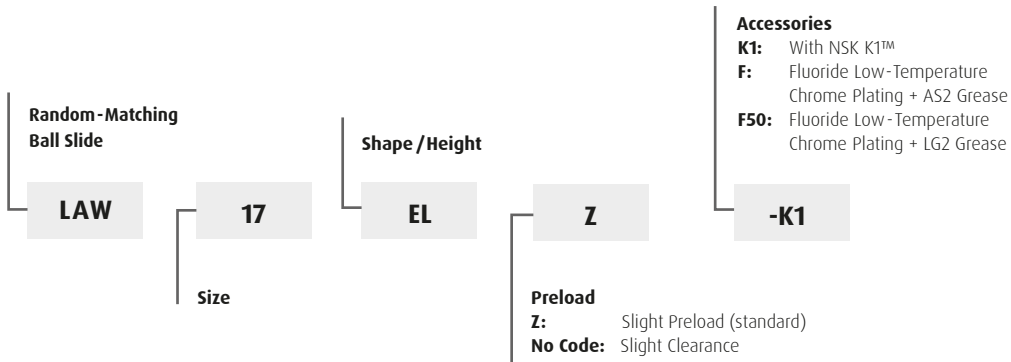 Accessories
K1: With NSK K1™
F: Fluoride Low-Temperature
Chrome Plating + AS2 Grease
F50: Fluoride Low-Temperature
Chrome Plating + LG2 Grease
Random-Matching
Ball Slide
Shape/Height
LAW 17 EL Z -K1
Size
Preload
Z: Slight Preload (standard)
No Code: Slight Clearance